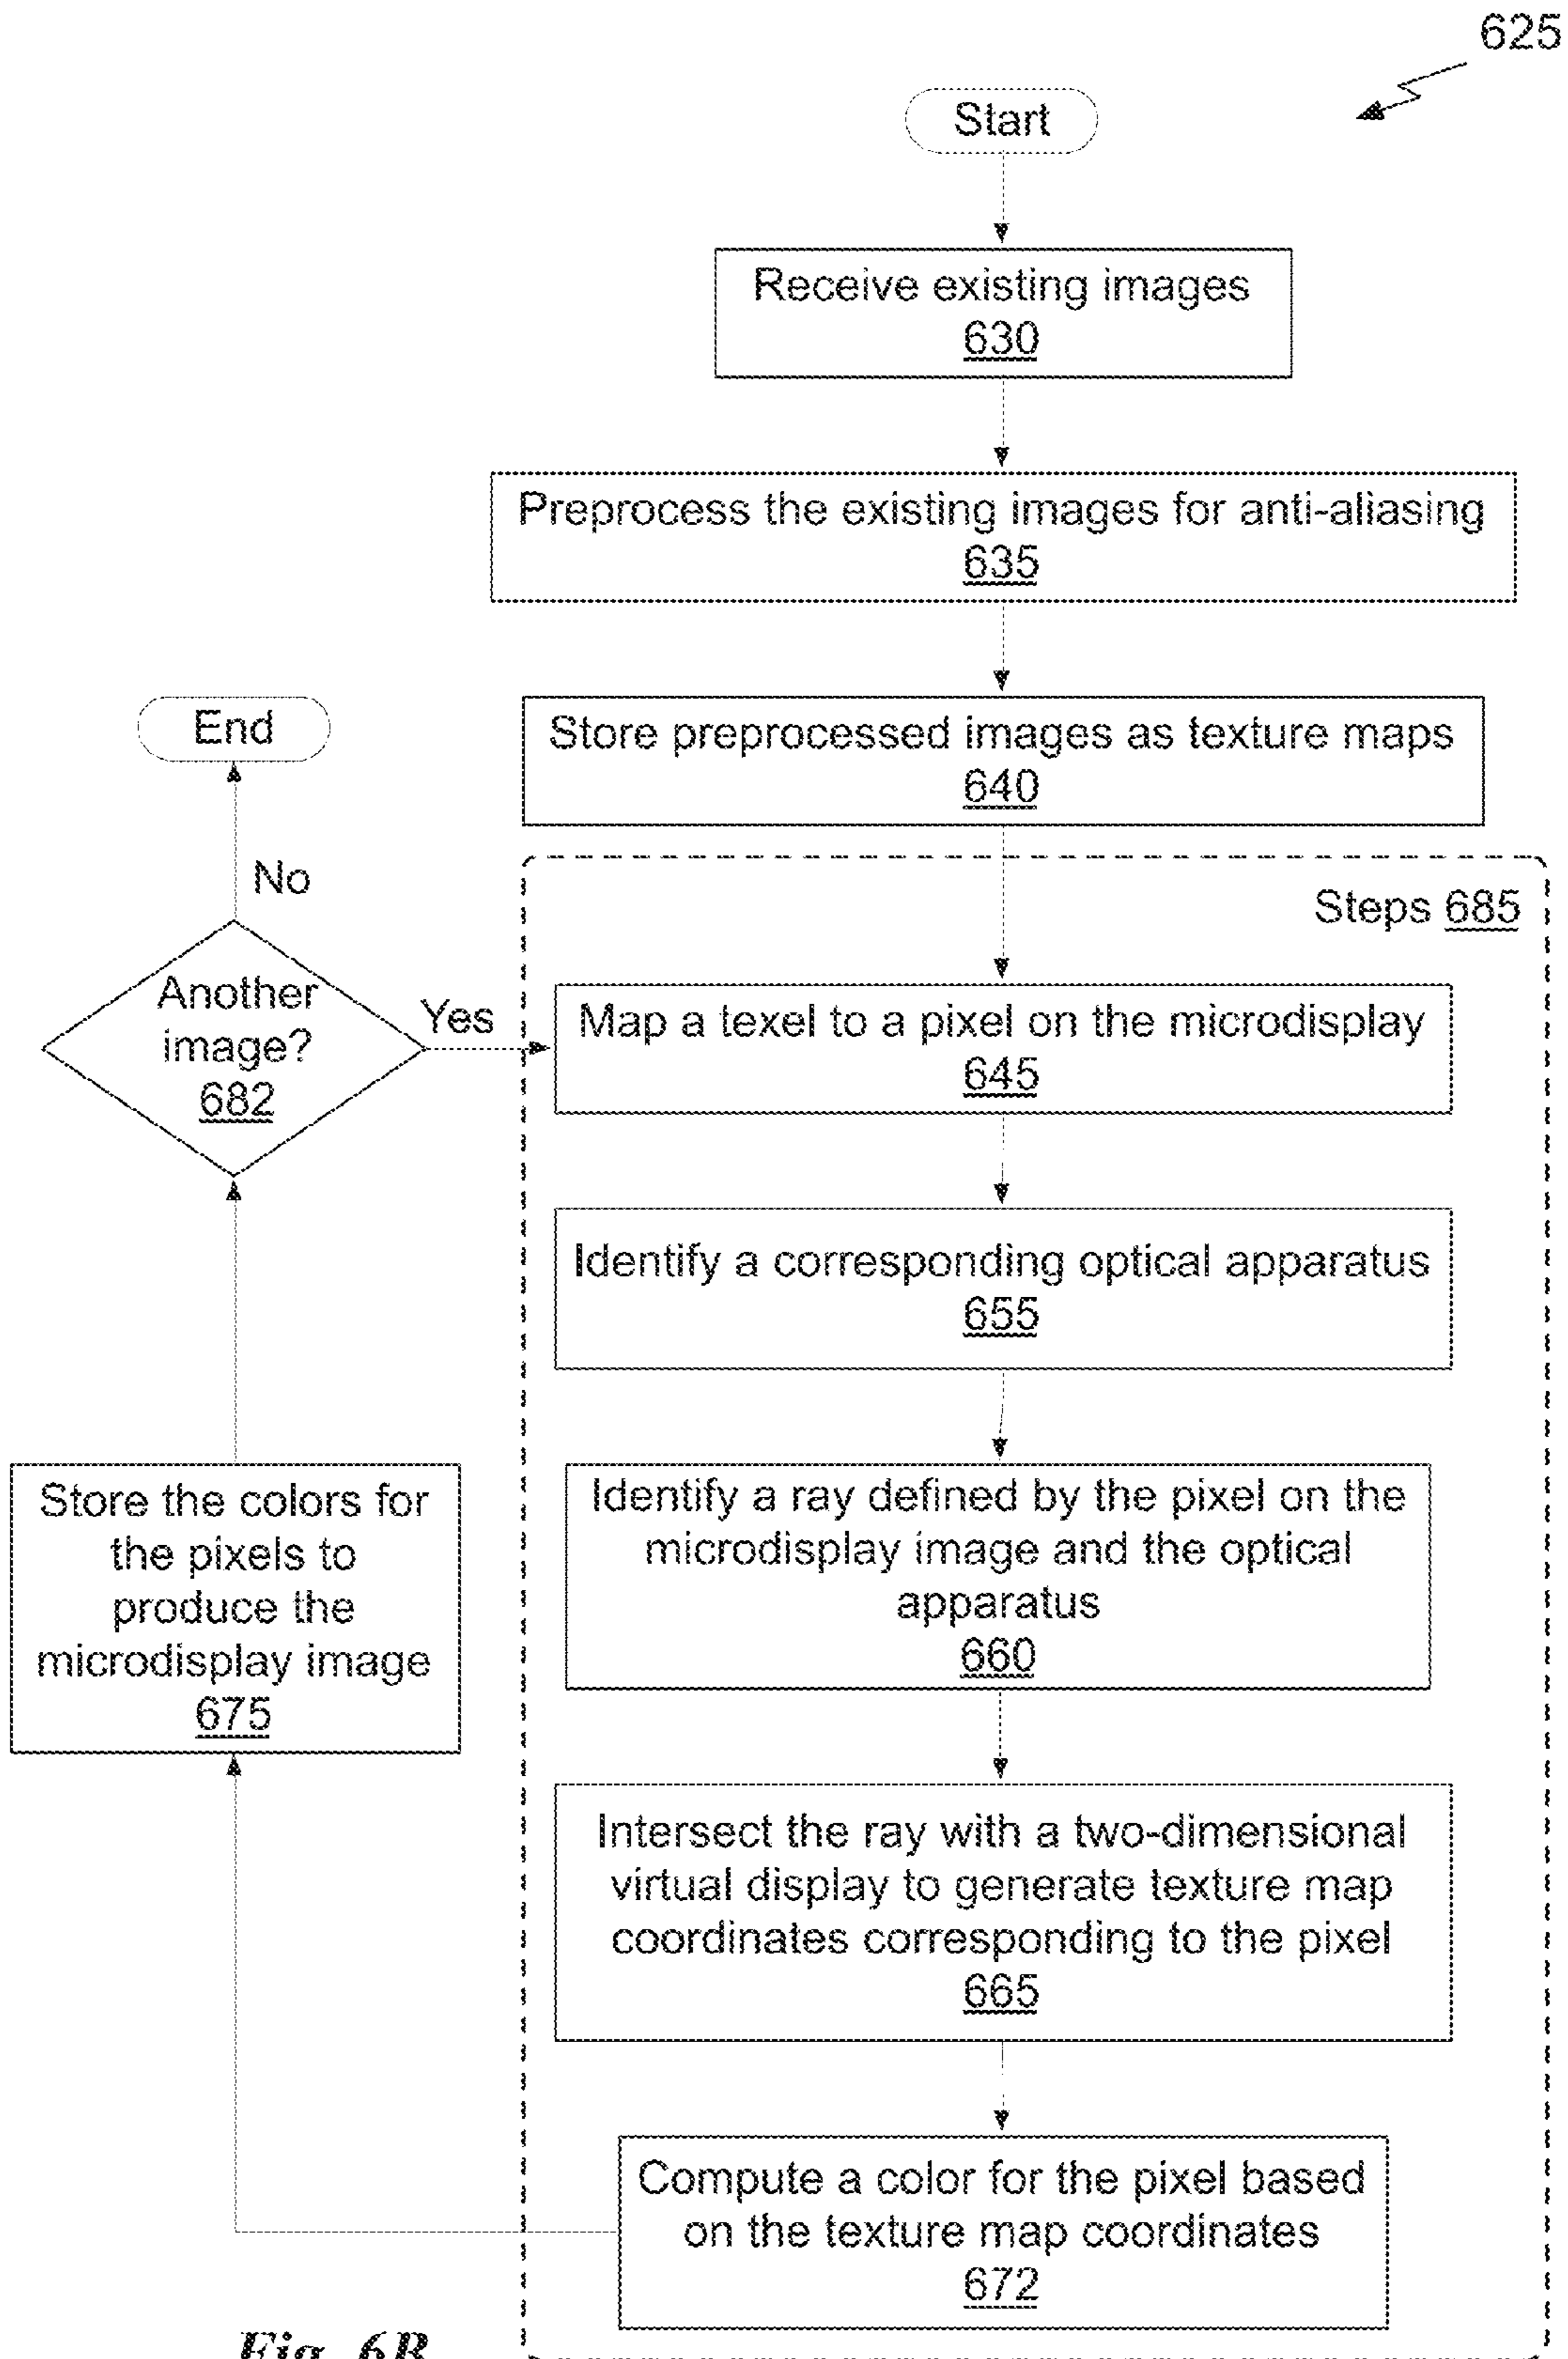 625
Start
Receive existing images
630
Preprocess the existing images for anti-aliasing
635
Store preprocessed images as texture maps
640
Steps 685
Map a texel to a pixel on the microdisplay
645
Identify a corresponding optical apparatus
655
Identify a ray defined by the pixel on the
microdisplay image and the optical
apparatus
660
Intersect the ray with a two-dimensional
virtual display to generate texture map
coordinates corresponding to the pixel
665
Compute a color for the pixel based
on the texture map coordinates
672
Store the colors for
the pixels to
produce the
microdisplay image
675
Another
image?
682
Yes
No
End
Fig. 6B